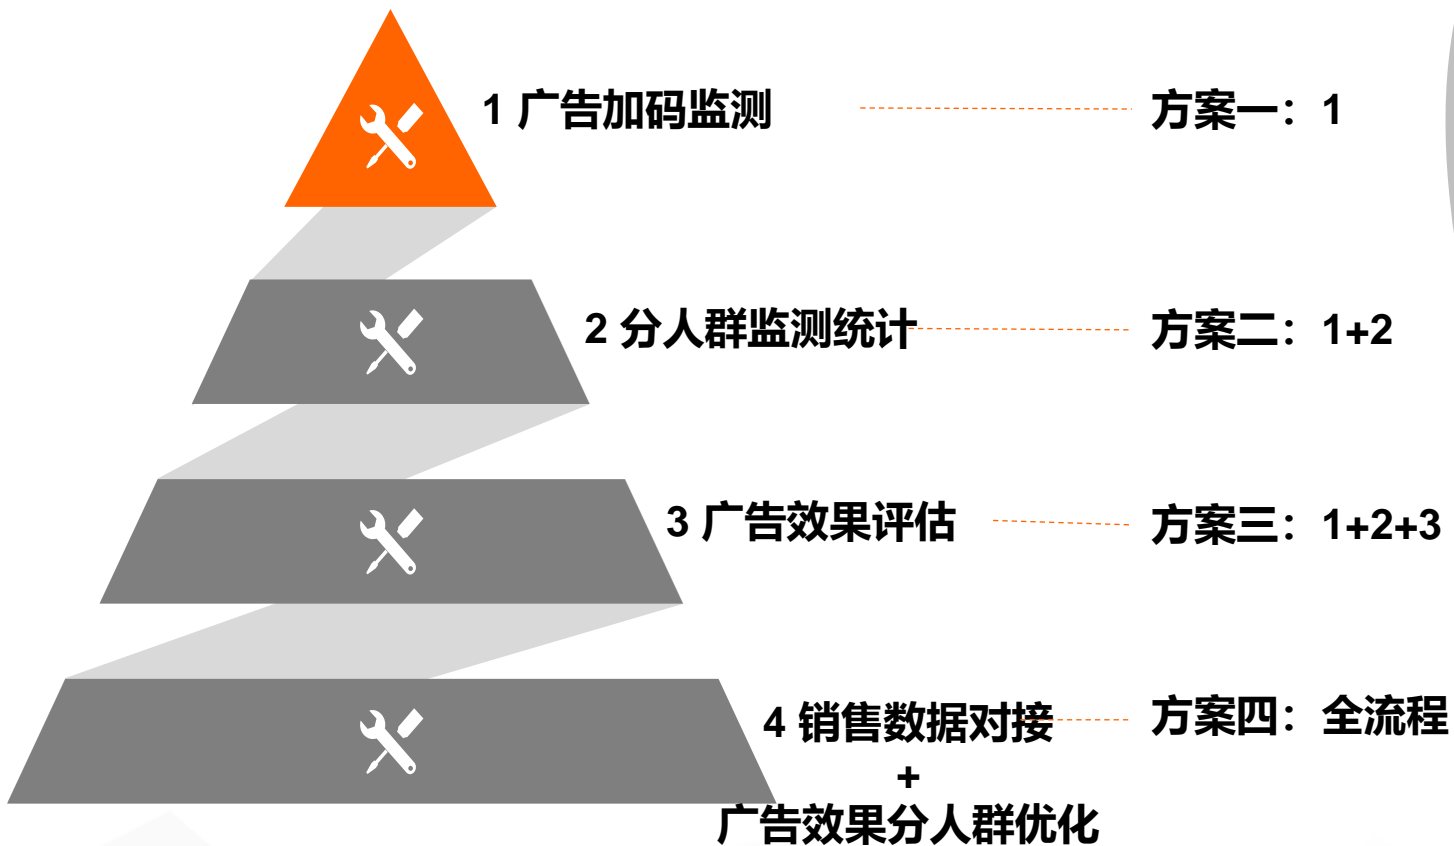 1 广告加码监测
方案一：1
2 分人群监测统计
方案二：1+2
3 广告效果评估
方案三：1+2+3
4 销售数据对接
方案四：全流程
+
广告效果分人群优化